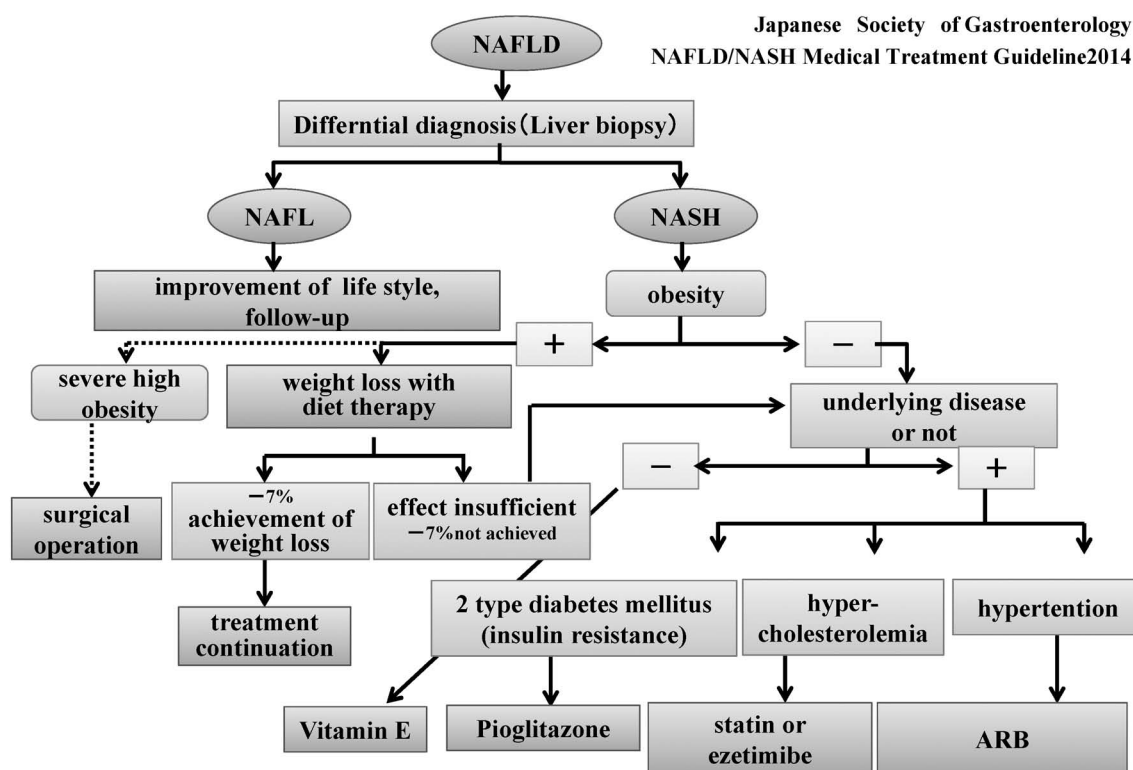 Japanese Society of Gastroenterology
NAFLD/NASH Medical Treatment Guideline2014
NAFLD
Differntial diagnosis(Liver biopsy)
NAFL
NASH
improvement of life style,
follow-up
obesity
+
−
severe high
obesity
weight loss with
diet therapy
underlying disease
or not
−
+
surgical
operation
−7%
achievement of
weight loss
effect insufficient
−7%not achieved
treatment
continuation
2 type diabetes mellitus
(insulin resistance)
hyper-
cholesterolemia
hypertention
Vitamin E
Pioglitazone
statin or
ezetimibe
ARB